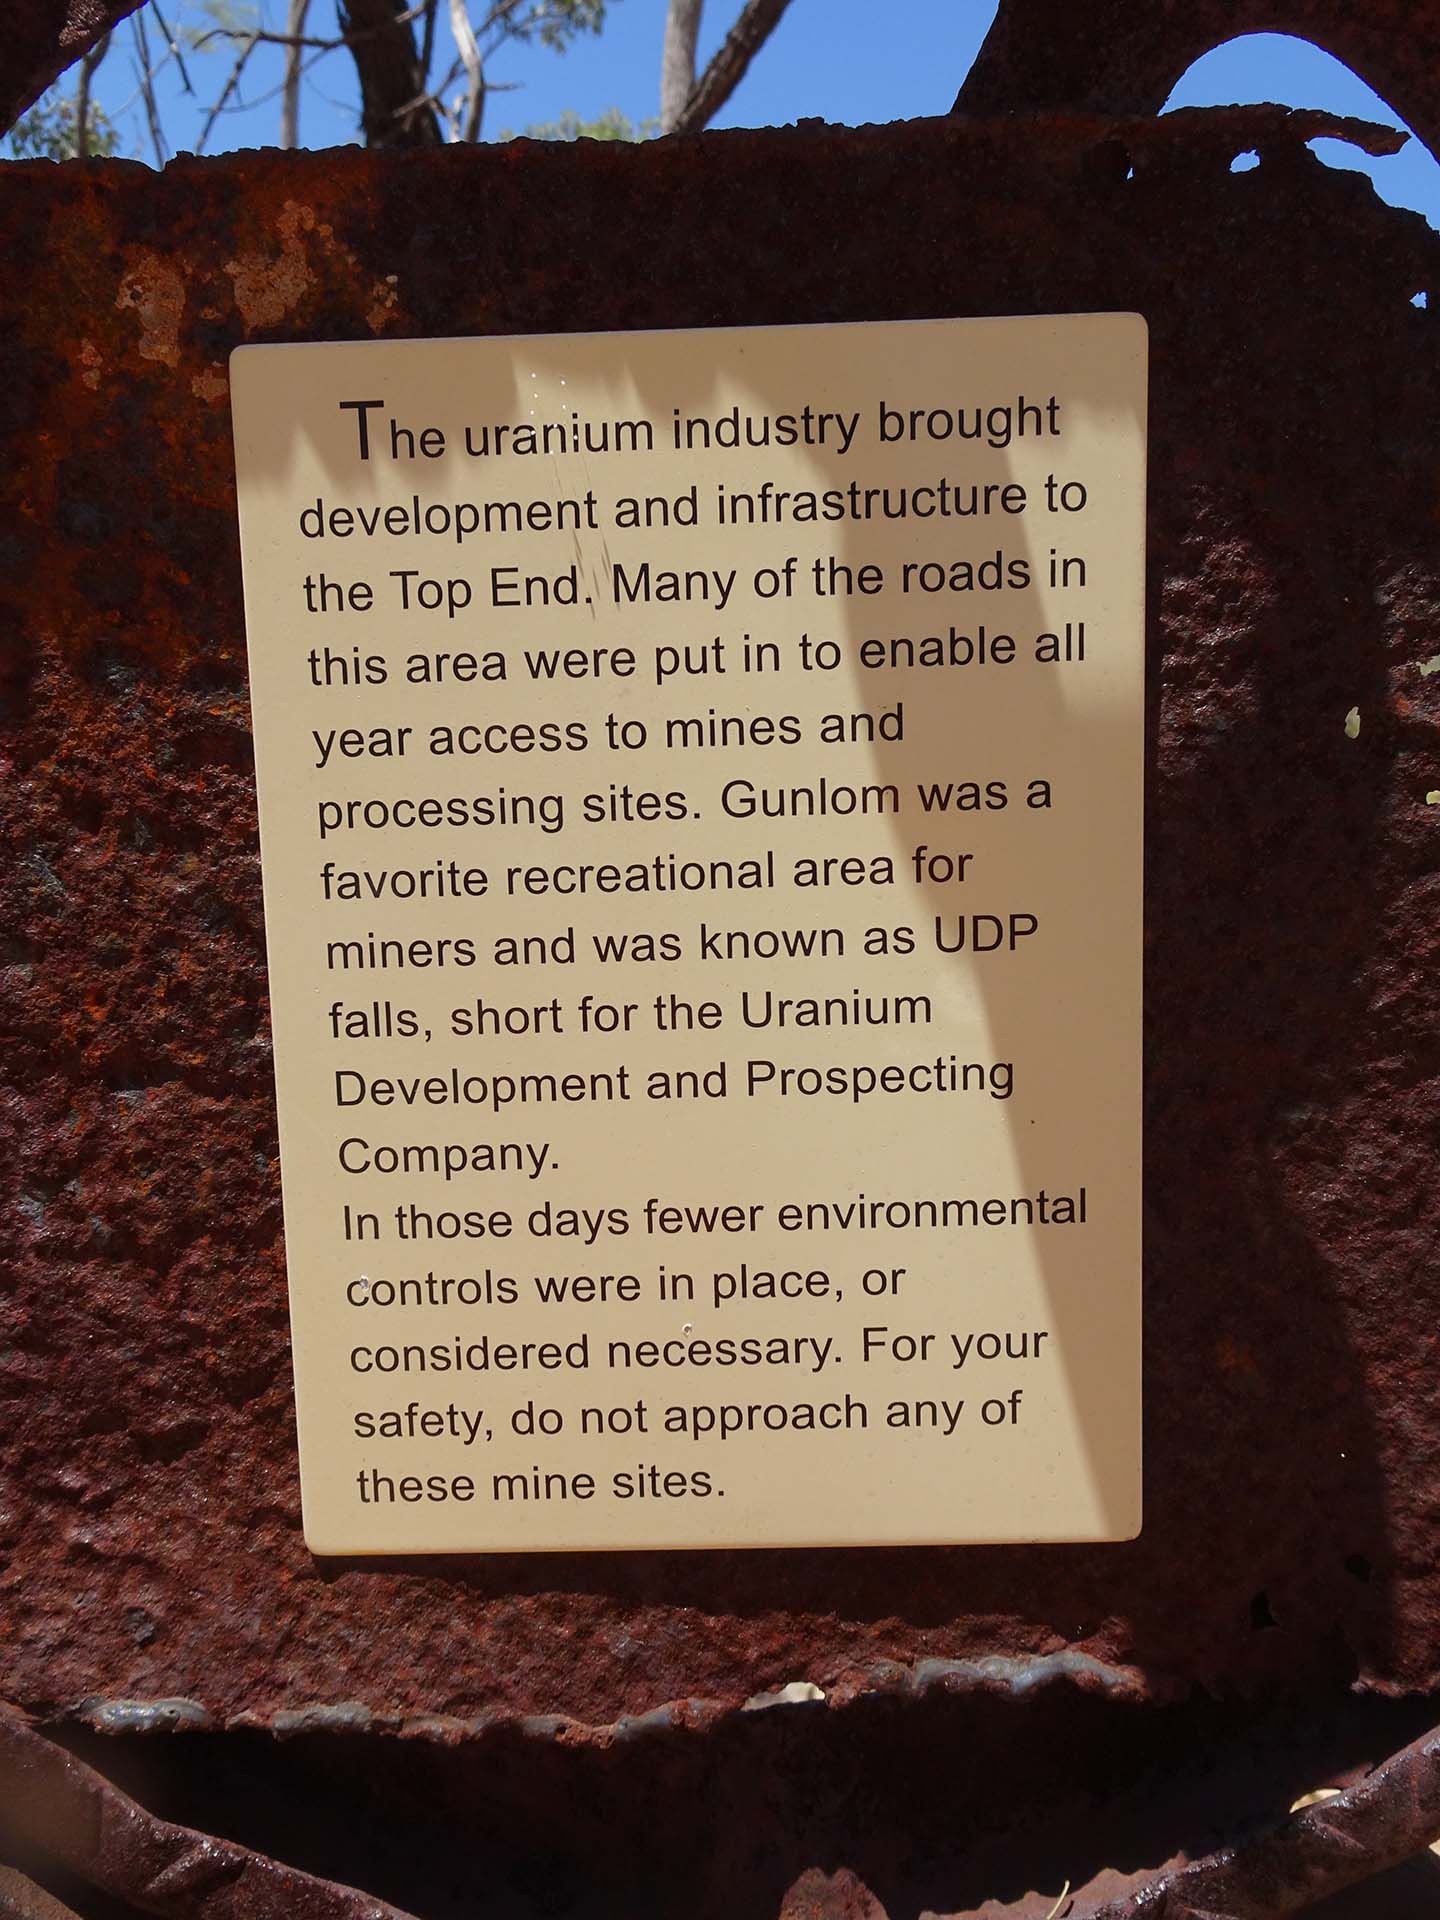 The uranium industry brought
development and infrastructure to
the Top End. Many of the roads in
this area were put in to enable all
year access to mines and
processing sites. Gunlom was a
favorite recreational area for
miners and was known as UDP
falls, short for the Uranium
Development and Prospecting
Company.
In those days fewer environmental
controls were in place, or
considered necessary. For your
safety, do not approach any of
these mine sites.